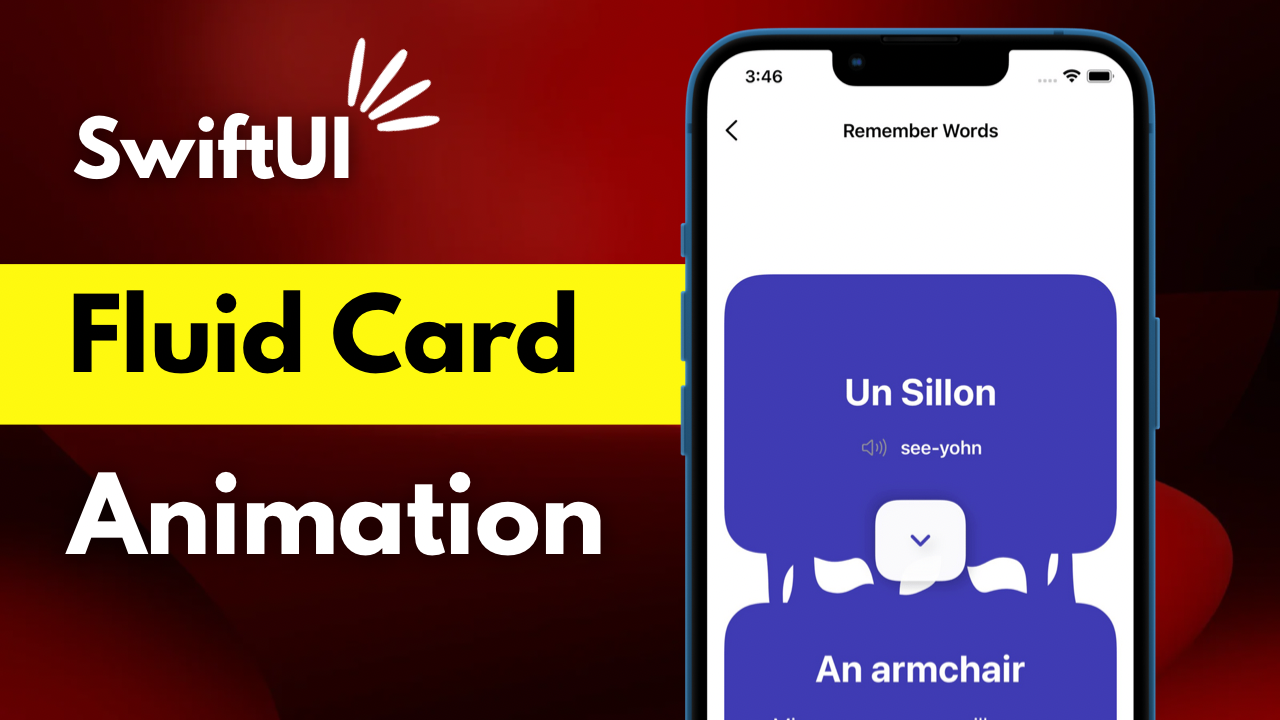 SwiftUI
Fluid Card
Animation
3:46
Remember Words
Un Sillon
see-yohn
An armchair